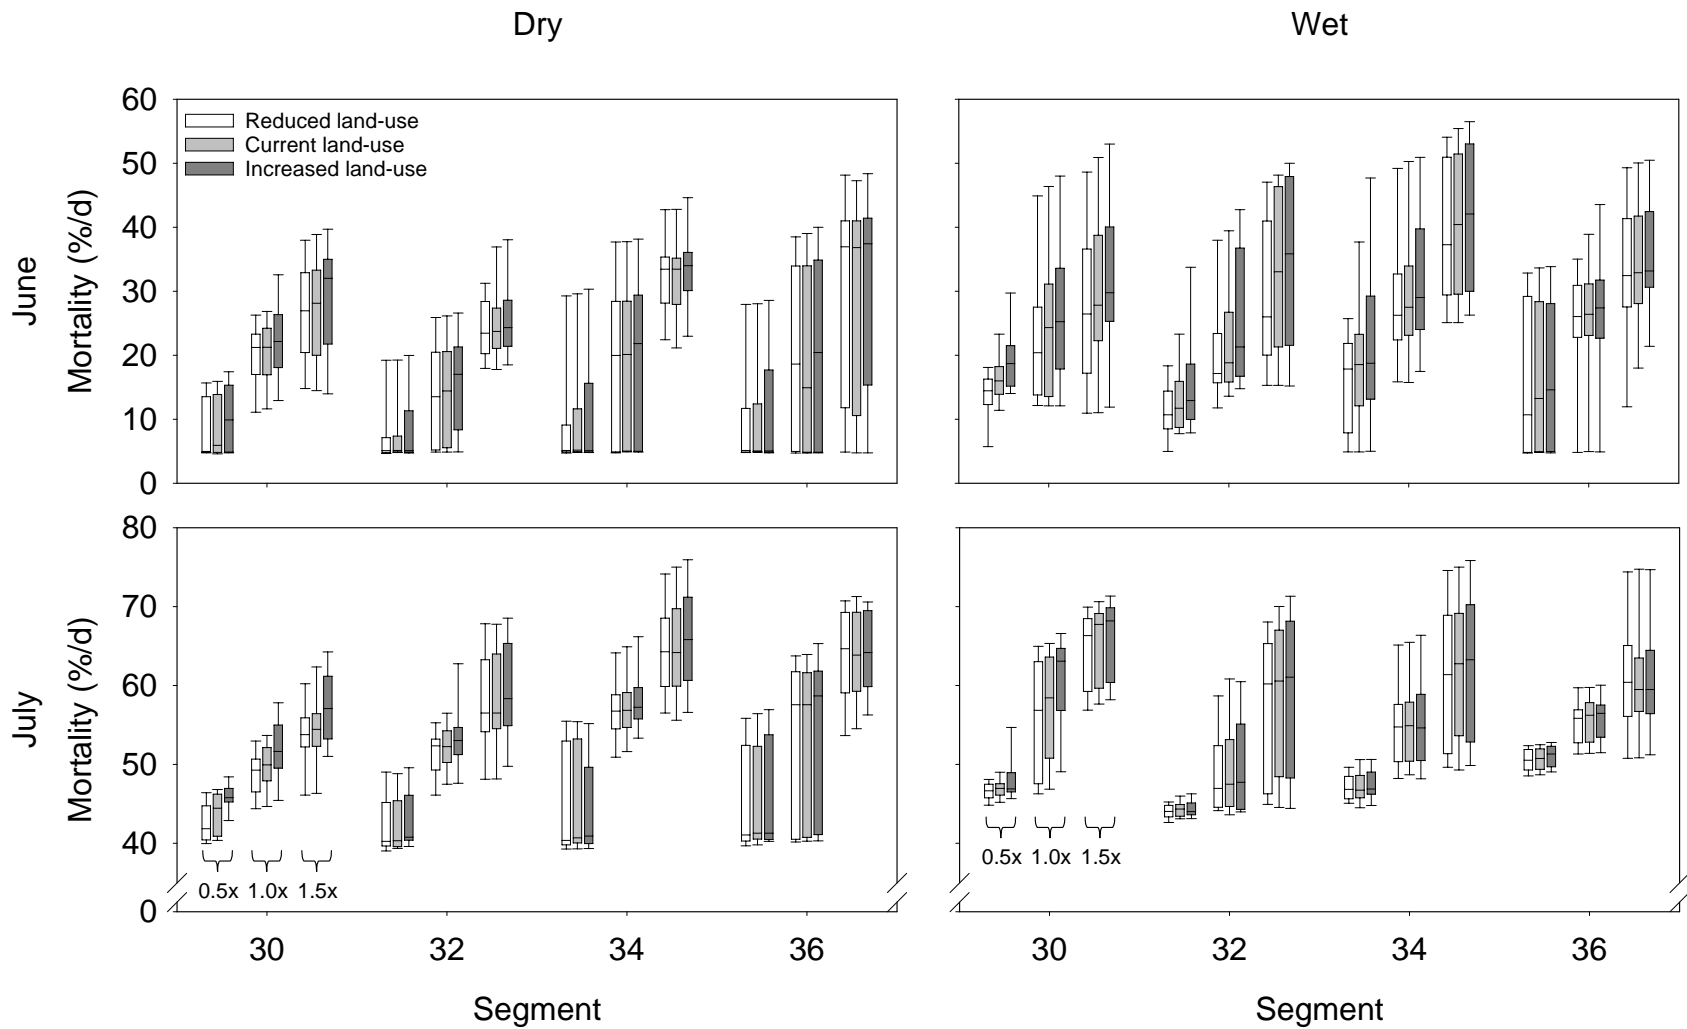 Dry
Wet
June
Mortality (%/d)
60
50
40
30
20
10
0
Reduced land-use
Current land-use
Increased land-use
July
Mortality (%/d)
80
70
60
50
40
0
0.5x 1.0x 1.5x
0.5x 1.0x 1.5x
30 32 34 36
30 32 34 36
Segment
Segment